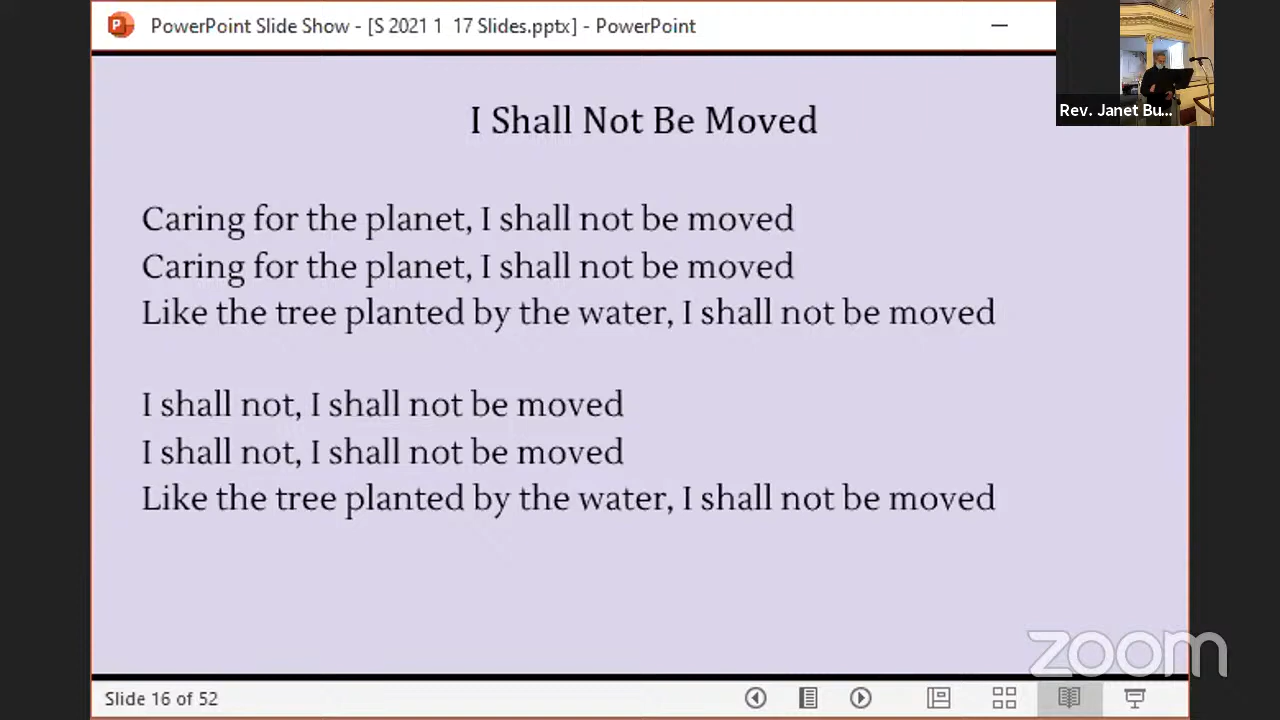 PowerPoint Slide Show - [S 2021 1 17 Slides.pptx] - PowerPoint
Rev. Janet Bu...
I Shall Not Be Moved
Caring for the planet, I shall not be moved
Caring for the planet, I shall not be moved
Like the tree planted by the water, I shall not be moved
I shall not, I shall not be moved
I shall not, I shall not be moved
Like the tree planted by the water, I shall not be moved
zoom
Slide 16 of 52